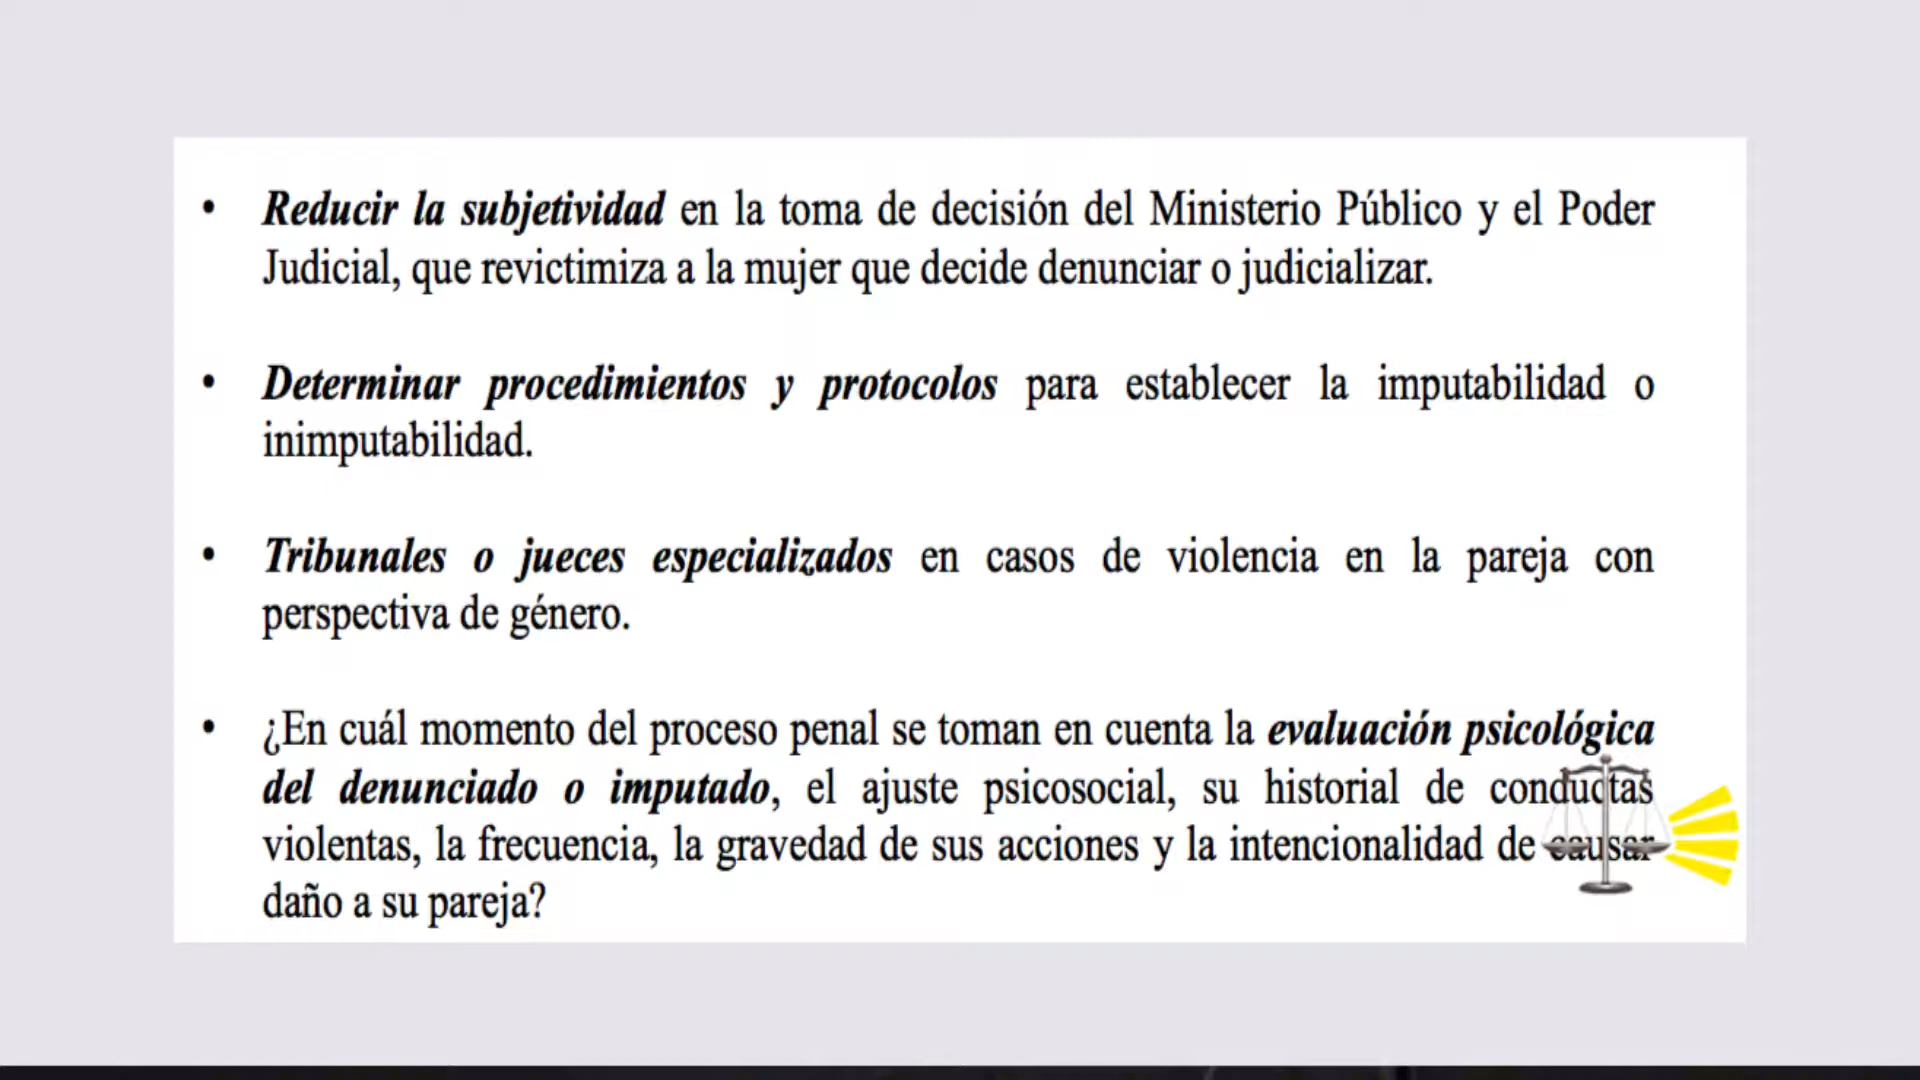 • Reducir la subjetividad en la toma de decisión del Ministerio Público y el Poder
Judicial, que revictimiza a la mujer que decide denunciar o judicializar.
• Determinar procedimientos y protocolos para establecer la imputabilidad o
inimputabilidad.
• Tribunales o jueces especializados en casos de violencia en la pareja con
perspectiva de género.
• ¿En cuál momento del proceso penal se toman en cuenta la evaluación psicológica
del denunciado o imputado, el ajuste psicosocial, su historial de conductas
violentas, la frecuencia, la gravedad de sus acciones y la intencionalidad de causar
daño a su pareja?